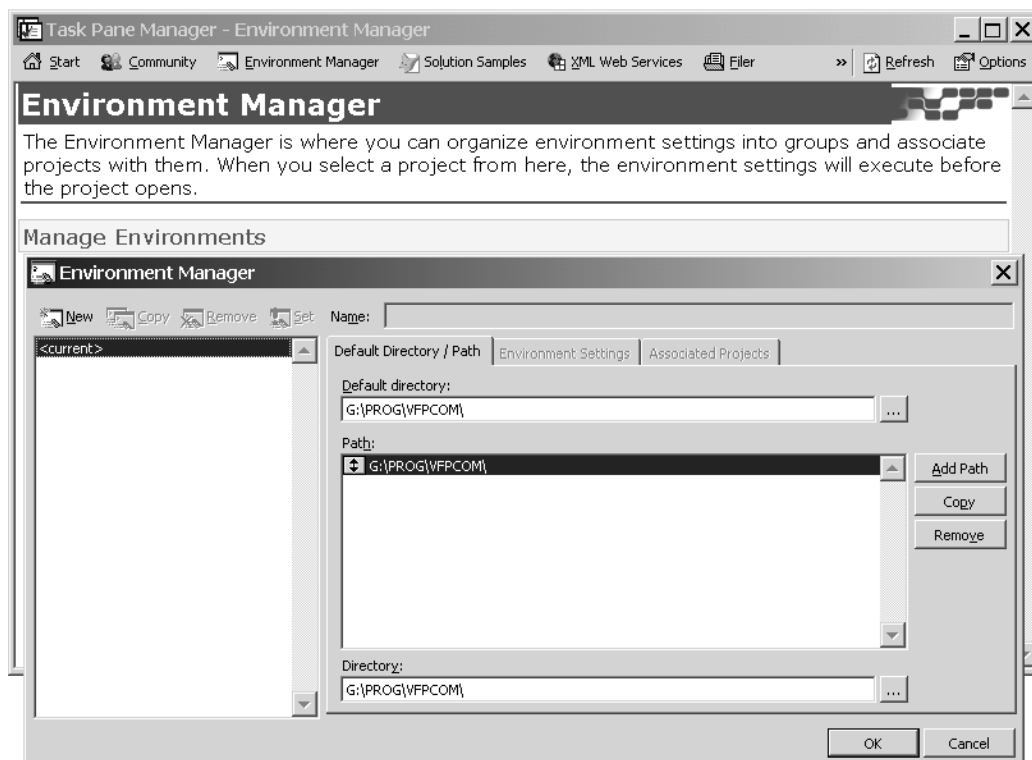 Task Pane Manager - Environment Manager
Start Community Environment Manager Solution Samples XML Web Services Filer » Refresh Options
Environment Manager
The Environment Manager is where you can organize environment settings into groups and associate
projects with them. When you select a project from here, the environment settings will execute before
the project opens.
Manage Environments
Environment Manager
New Copy Remove Set Name:
<current>
Default Directory / Path Environment Settings Associated Projects
Default directory:
G:\PROG\VFPCOM\ ...
Path:
G:\PROG\VFPCOM\
Add Path
Copy
Remove
Directory:
G:\PROG\VFPCOM\ ...
OK Cancel